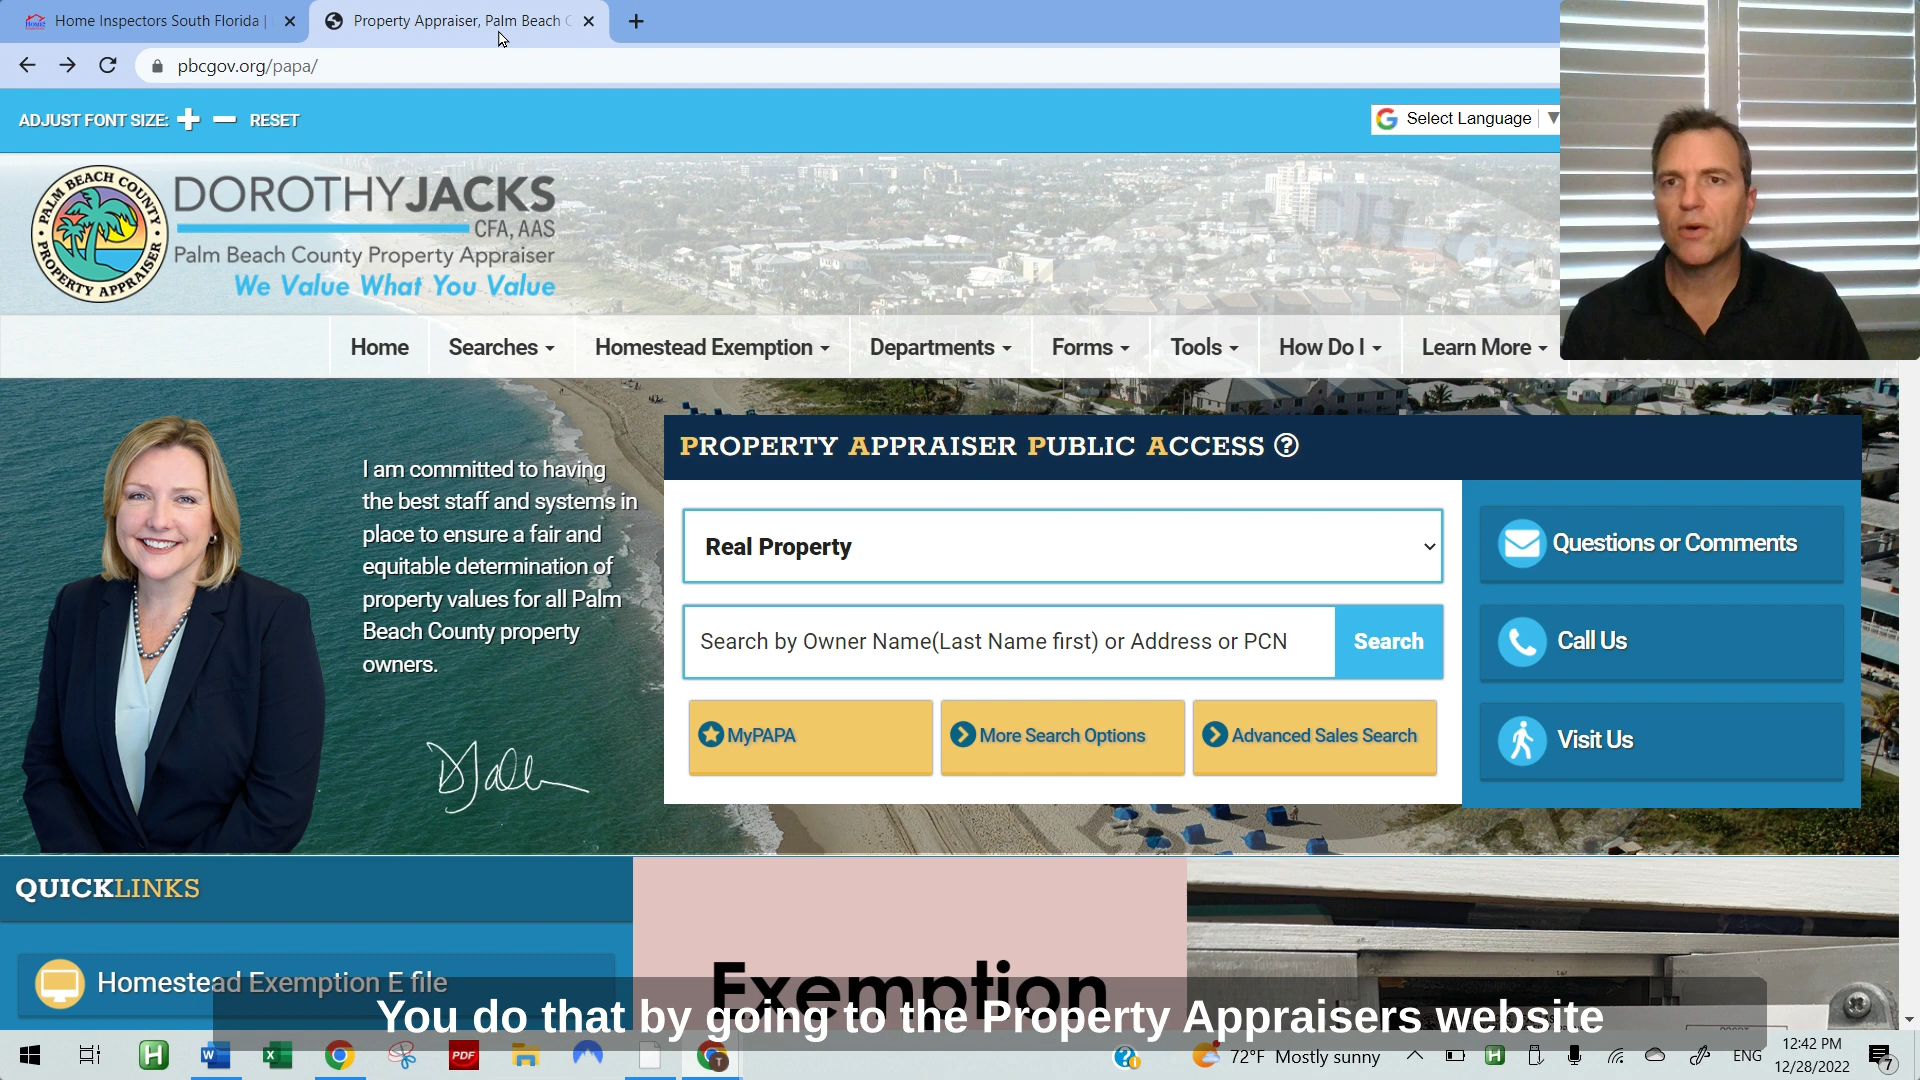 Home Inspectors South Florida |
Property Appraiser, Palm Beach C
pbcgov.org/papa/
ADJUST FONT SIZE: RESET
Select Language
PALM BEACH COUNTY
PROPERTY APPRAISER
DOROTHYJACKS
CFA, AAS
Palm Beach County Property Appraiser
We Value What You Value
Home
Searches
Homestead Exemption
Departments
Forms
Tools
How Do I
Learn More
I am committed to having
the best staff and systems in
place to ensure a fair and
equitable determination of
property values for all Palm
Beach County property
owners.
PROPERTY APPRAISER PUBLIC ACCESS ?
Real Property
Search by Owner Name(Last Name first) or Address or PCN
Search
MyPAPA
More Search Options
Advanced Sales Search
Questions or Comments
Call Us
Visit Us
QUICKLINKS
Homestead Exemption E file
Exemption
You do that by going to the Property Appraisers website
PDF
72°F Mostly sunny
ENG
12:42 PM
12/28/2022
7